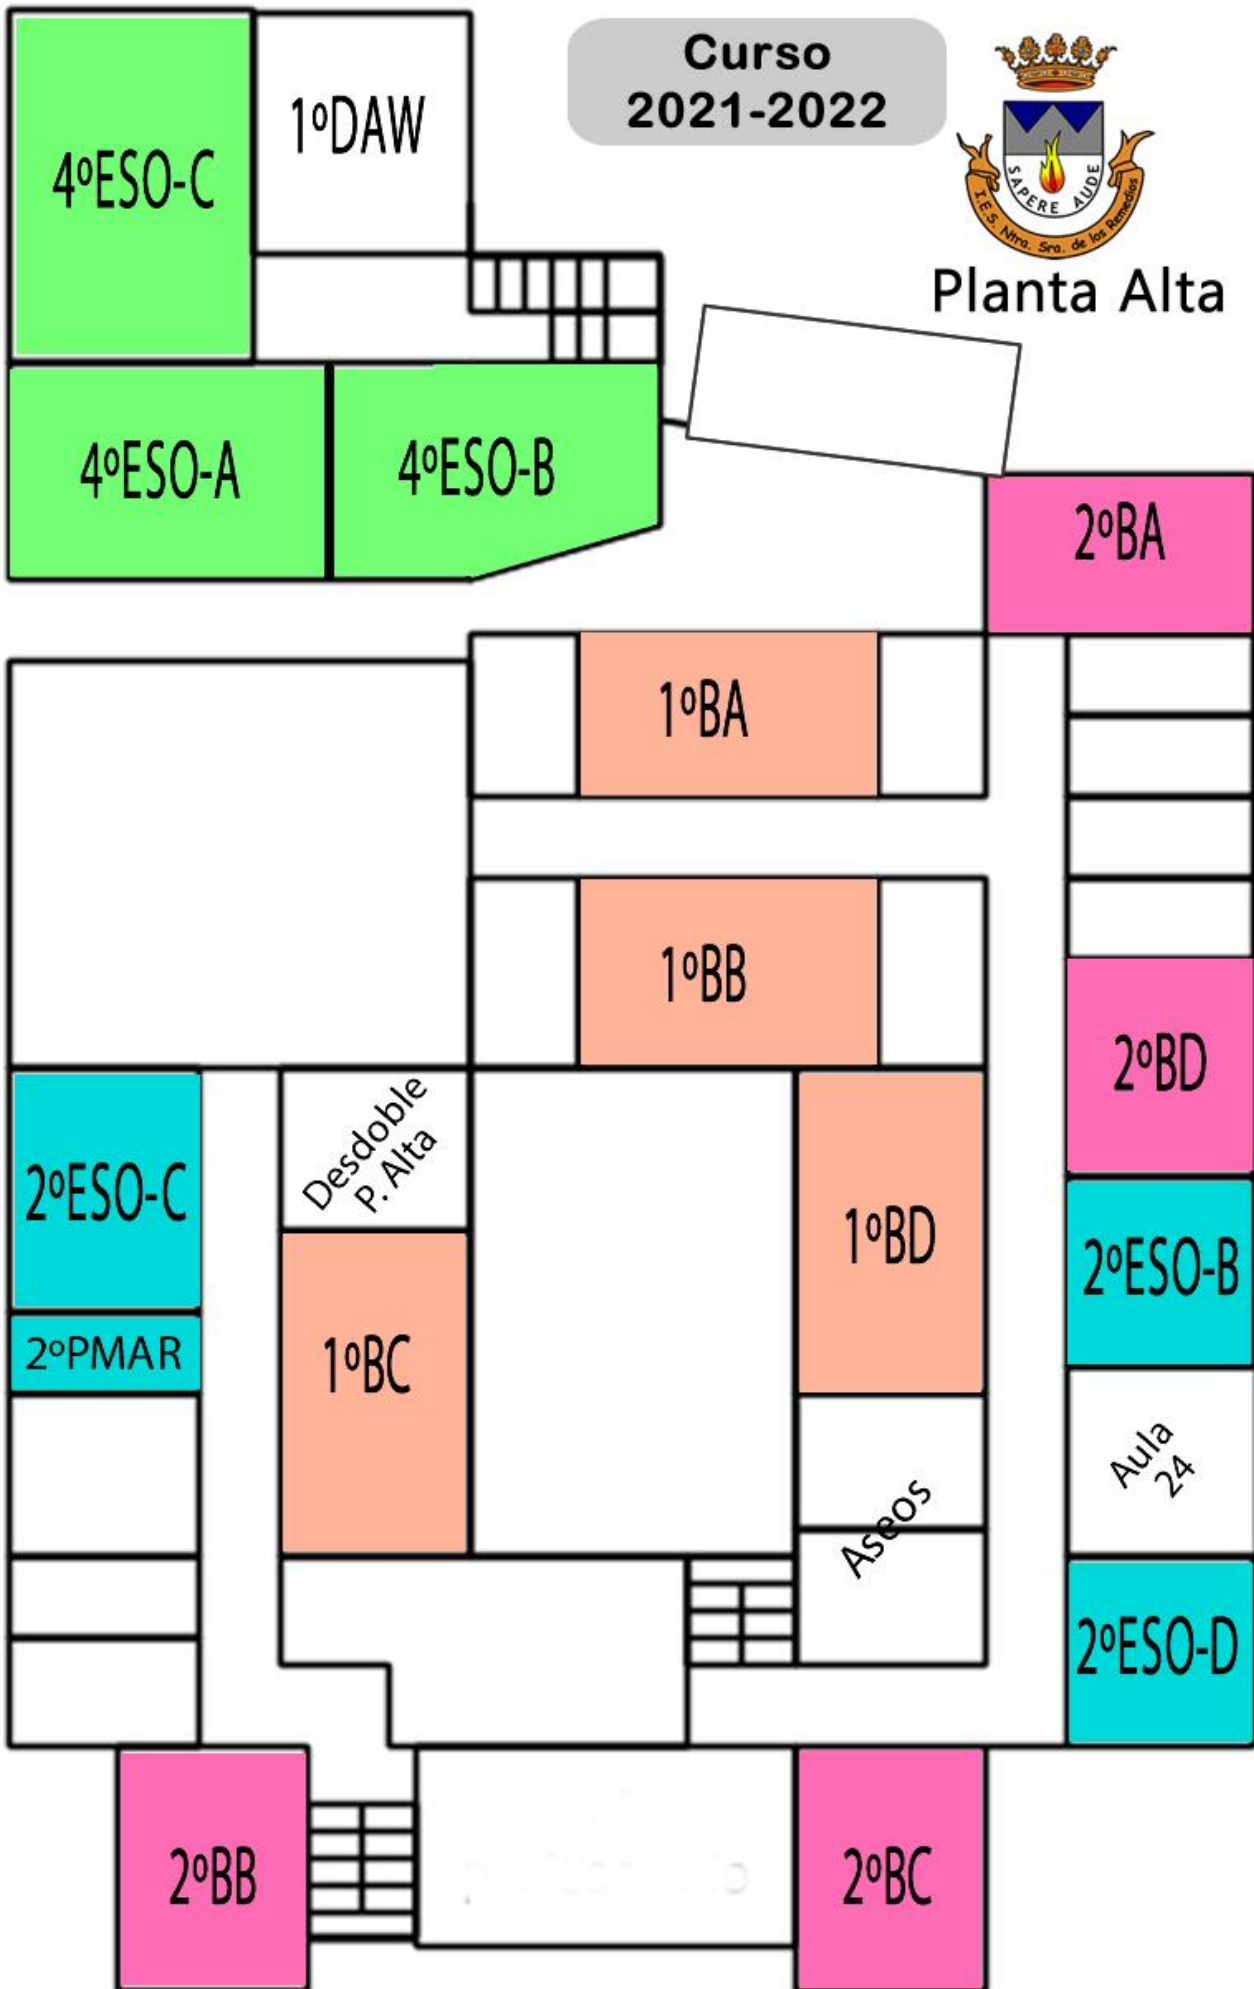 Curso
2021-2022
SAPERE AUDE
I.E.S. Ntra. Sra. de los Remedios
Planta Alta
4ºESO-C
1ºDAW
4ºESO-A
4ºESO-B
2ºBA
1ºBA
1ºBB
2ºBD
Desdoble
P. Alta
2ºESO-C
1ºBD
2ºESO-B
2ºPMAR
1ºBC
Aula
24
Aseos
2ºESO-D
2ºBB
2ºBC